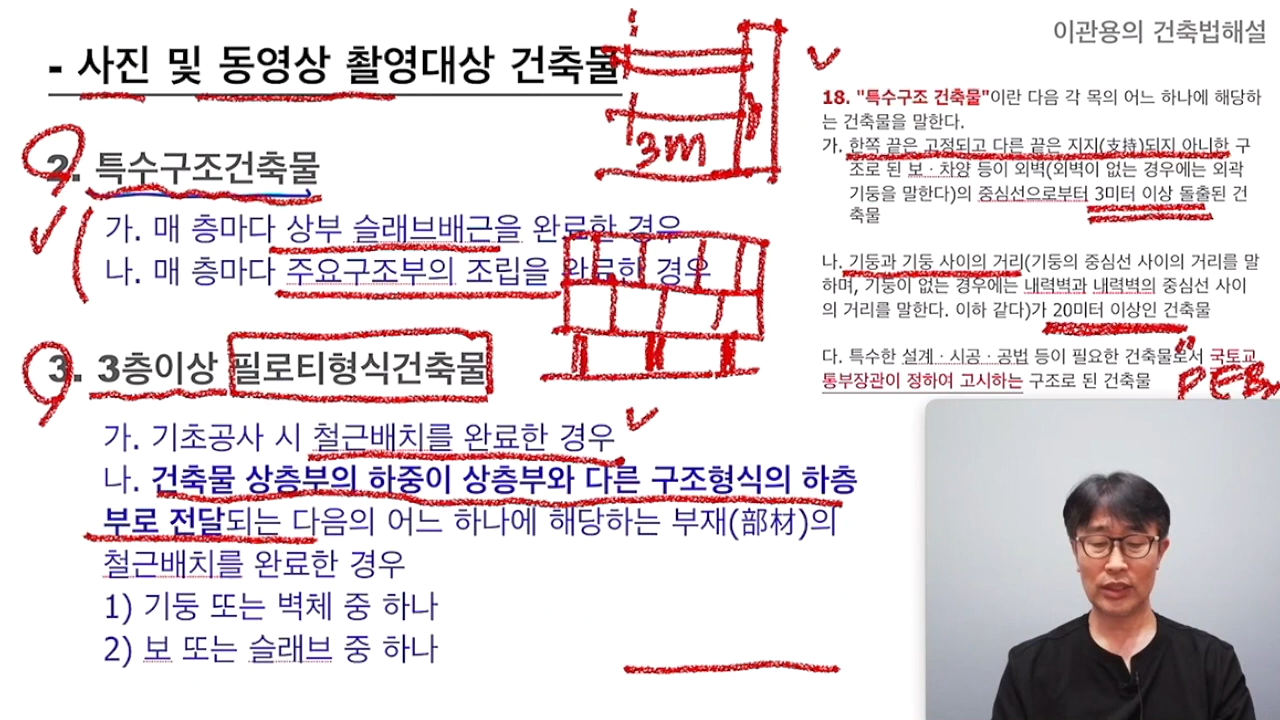 이관용의 건축법해설
- 사진 및 동영상 촬영대상 건축물
2. 특수구조건축물
가. 매 층마다 상부 슬래브배근을 완료한 경우
나. 매 층마다 주요구조부의 조립을 완료한 경우
3. 3층이상 필로티형식건축물
가. 기초공사 시 철근배치를 완료한 경우
나. 건축물 상층부의 하중이 상층부와 다른 구조형식의 하층
부로 전달되는 다음의 어느 하나에 해당하는 부재(部材)의
철근배치를 완료한 경우
1) 기둥 또는 벽체 중 하나
2) 보 또는 슬래브 중 하나
3m
18. "특수구조 건축물"이란 다음 각 목의 어느 하나에 해당하
는 건축물을 말한다.
가. 한쪽 끝은 고정되고 다른 끝은 지지(支持)되지 아니한 구
조로 된 보·차양 등이 외벽(외벽이 없는 경우에는 외곽
기둥을 말한다)의 중심선으로부터 3미터 이상 돌출된 건
축물
나. 기둥과 기둥 사이의 거리(기둥의 중심선 사이의 거리를 말
하며, 기둥이 없는 경우에는 내력벽과 내력벽의 중심선 사이
의 거리를 말한다. 이하 같다)가 20미터 이상인 건축물
다. 특수한 설계·시공·공법 등이 필요한 건축물로서 국토교
통부장관이 정하여 고시하는 구조로 된 건축물
PEB